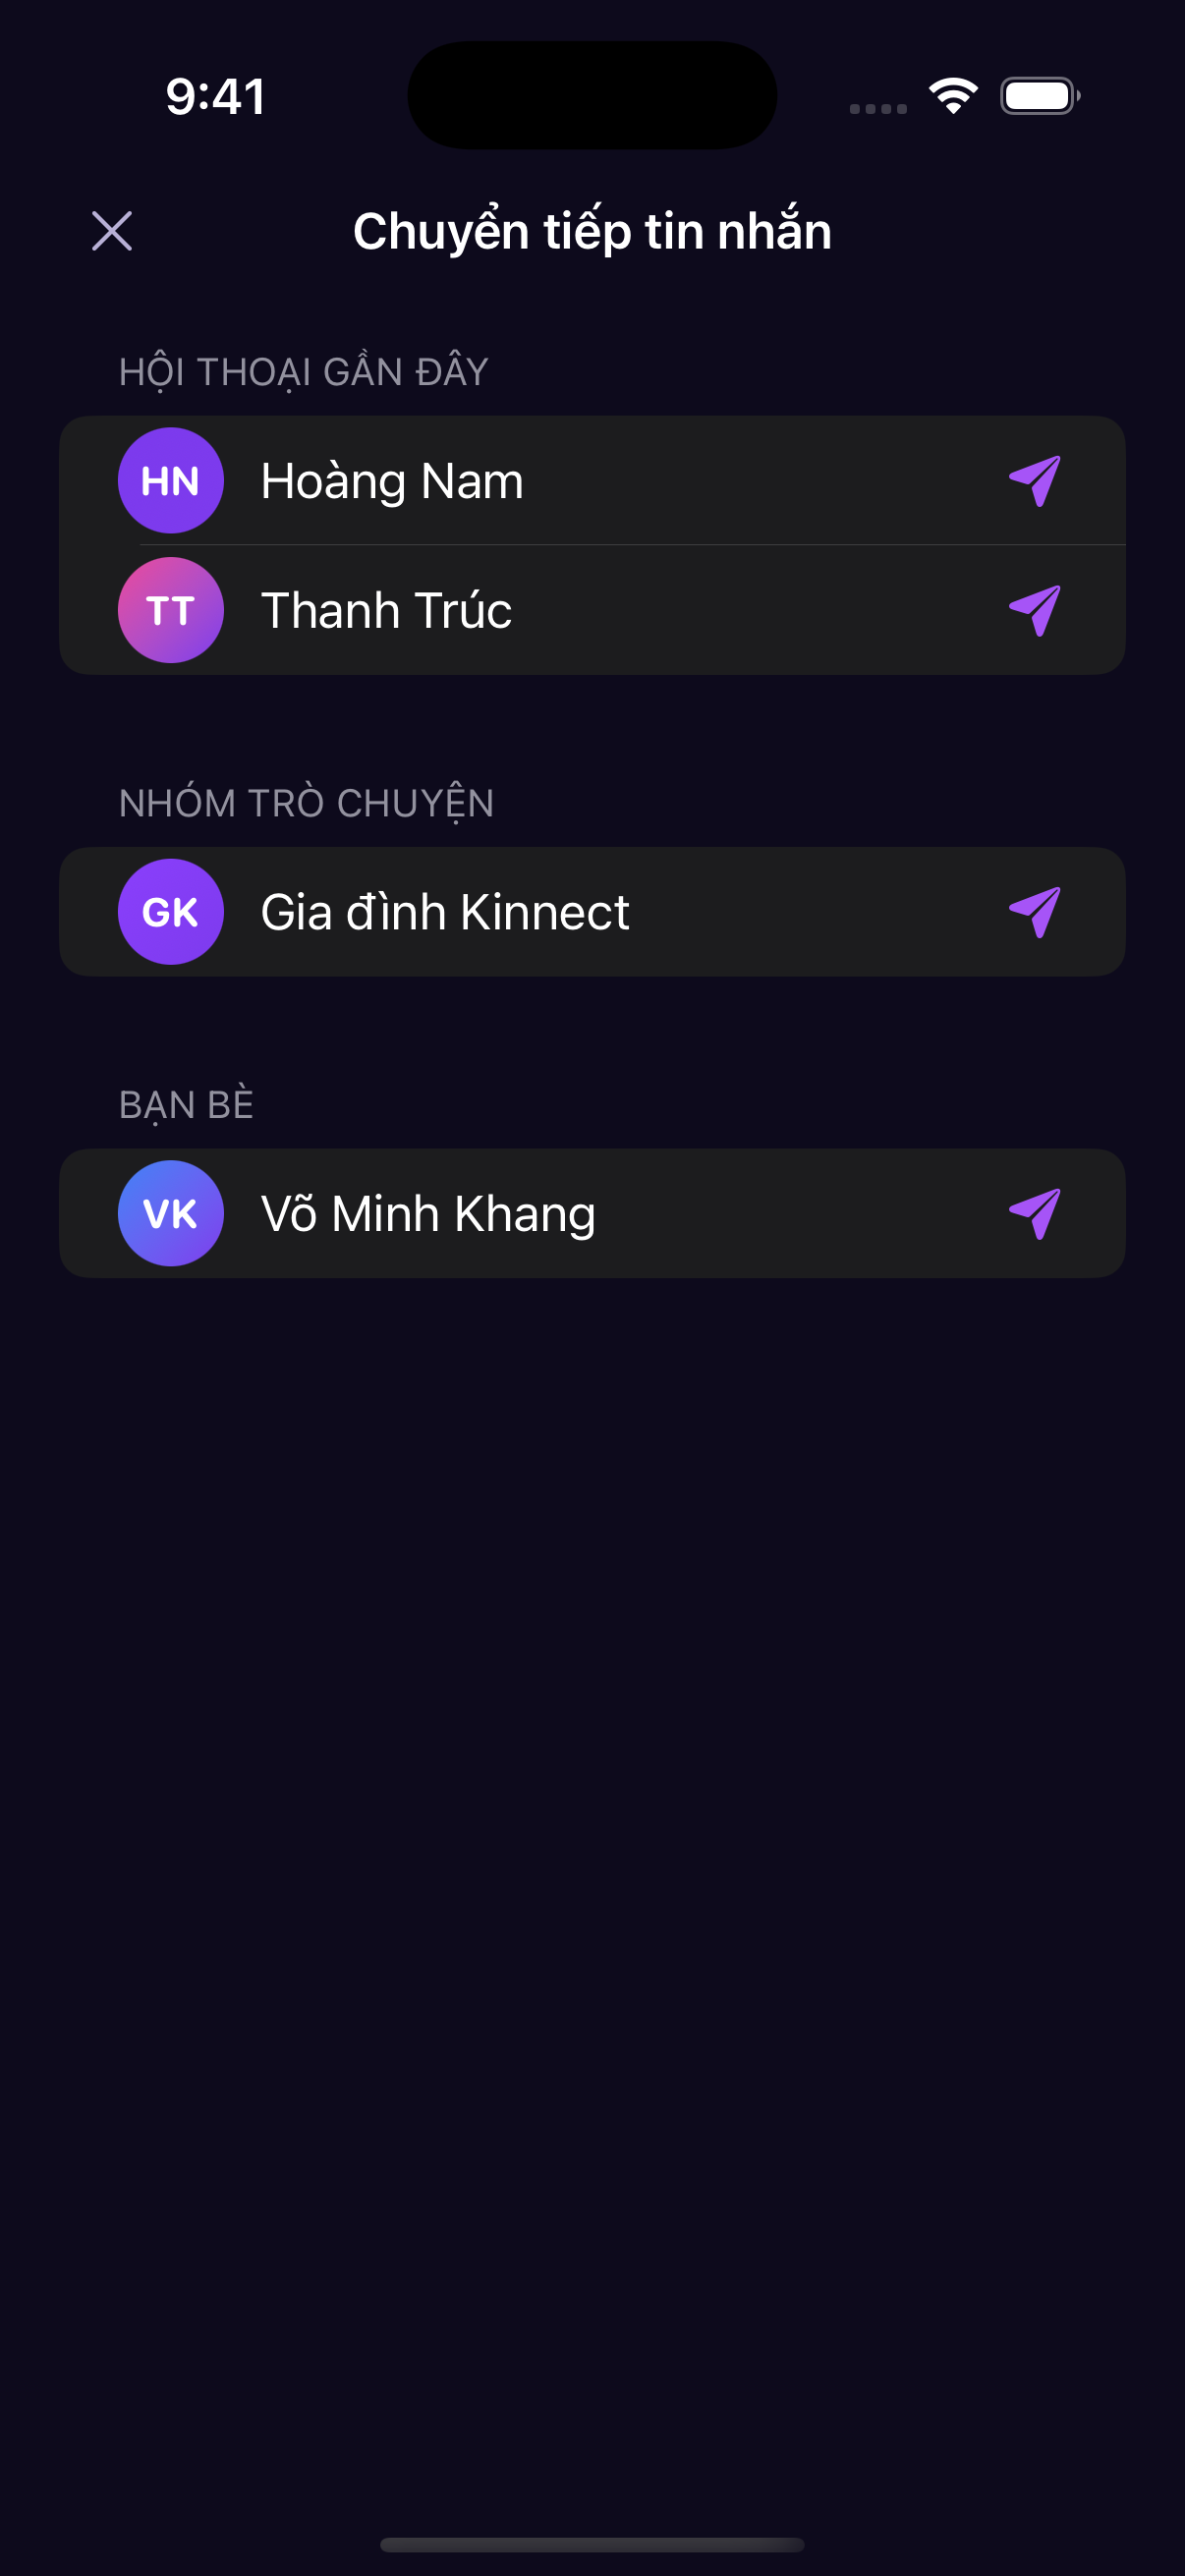 9:41
Chuyển tiếp tin nhắn
HỘI THOẠI GẦN ĐÂY
HN Hoàng Nam
TT Thanh Trúc
NHÓM TRÒ CHUYỆN
GK Gia đình Kinnect
BẠN BÈ
VK Võ Minh Khang